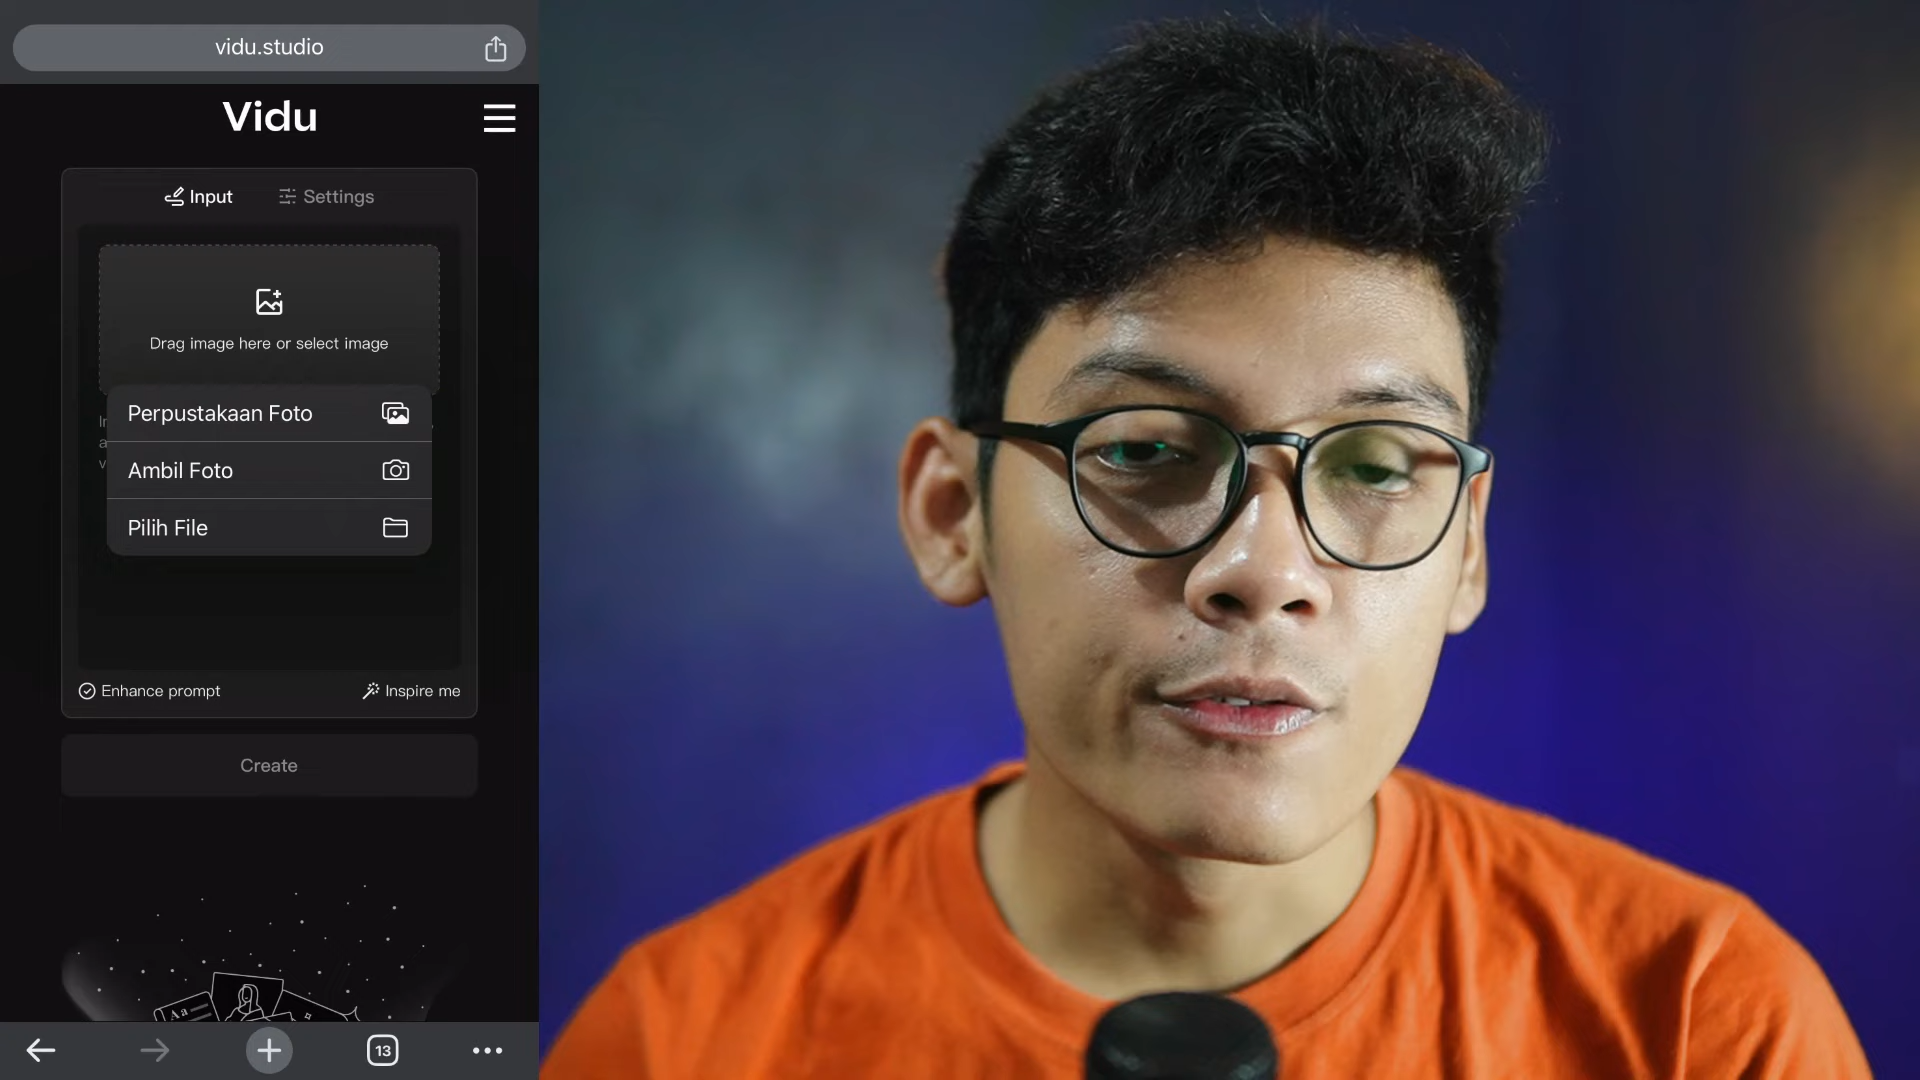 vidu.studio
Vidu
Input
Settings
Drag image here or select image
Perpustakaan Foto
Ambil Foto
Pilih File
Enhance prompt
Inspire me
Create
Aa
13